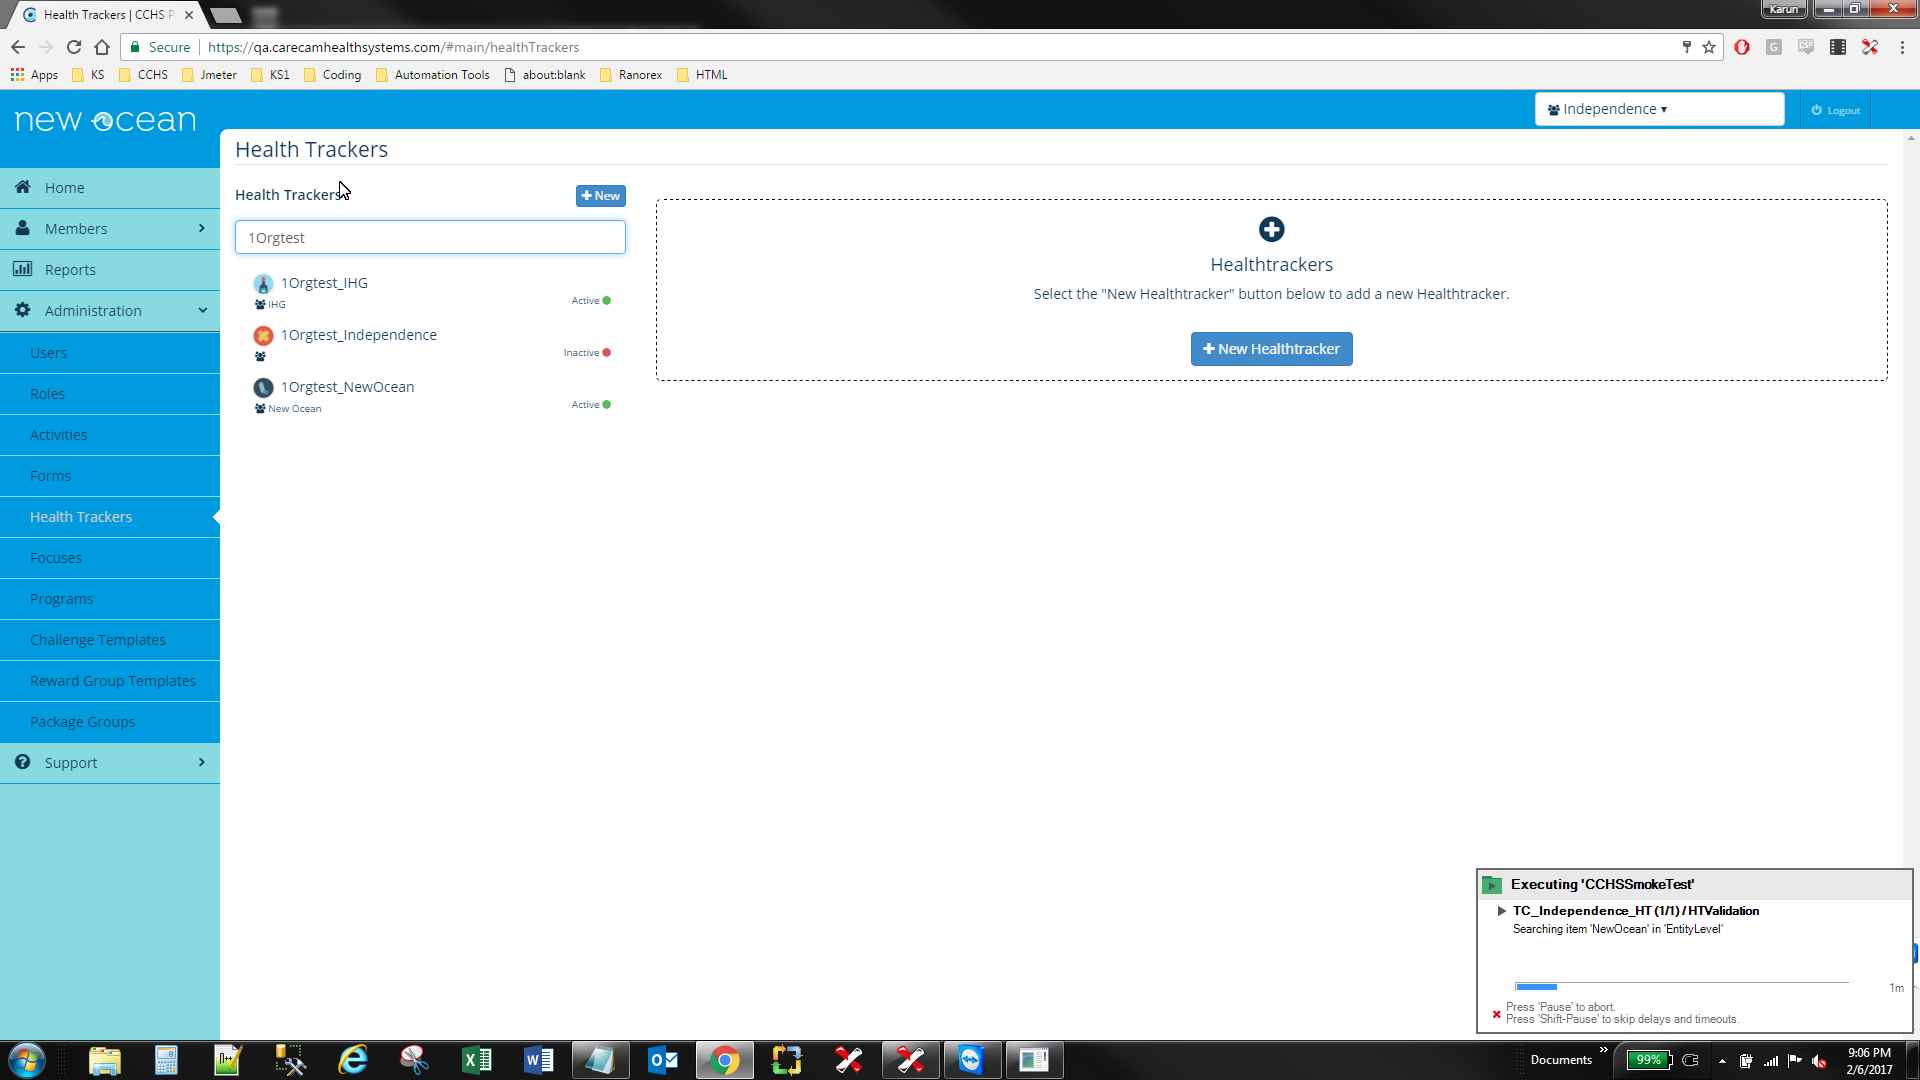 Health Trackers | CCHS P
Karun
Secure
https://qa.carecamhealthsystems.com/#main/healthTrackers
Apps
KS
CCHS
Jmeter
KS1
Coding
Automation Tools
about:blank
Ranorex
HTML
new ocean
Independence
Logout
Home
Members
Reports
Administration
Users
Roles
Activities
Forms
Health Trackers
Focuses
Programs
Challenge Templates
Reward Group Templates
Package Groups
Support
Health Trackers
Health Trackers
New
1Orgtest
1Orgtest_IHG
IHG
Active
1Orgtest_Independence
Inactive
1Orgtest_NewOcean
New Ocean
Active
Healthtrackers
Select the "New Healthtracker" button below to add a new Healthtracker.
New Healthtracker
Executing 'CCHSSmokeTest'
TC_Independence_HT (1/1) / HTValidation
Searching item 'NewOcean' in 'EntityLevel'
1m
Press 'Pause' to abort.
Press 'Shift-Pause' to skip delays and timeouts.
Documents
99%
9:06 PM
2/6/2017